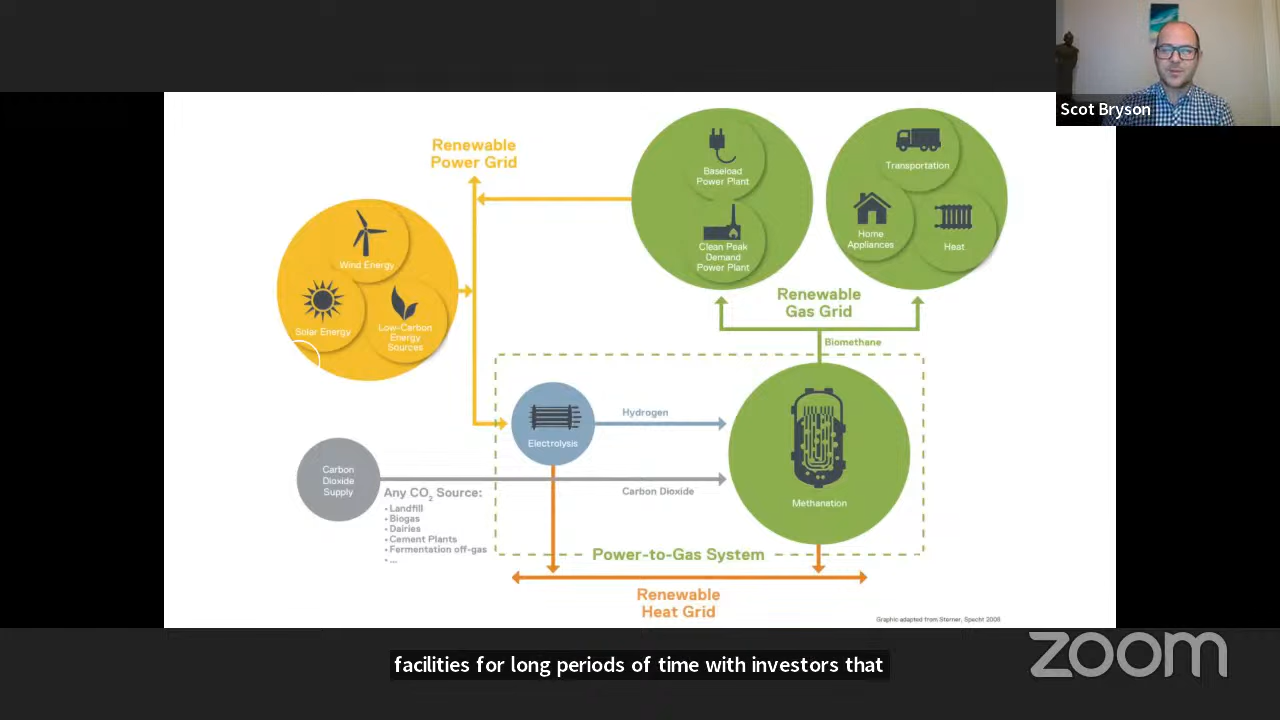 Scot Bryson
Renewable
Power Grid
Baseload
Power Plant
Clean Peak
Demand
Power Plant
Transportation
Home
Appliances
Heat
Wind Energy
Solar Energy
Low-Carbon
Energy
Sources
Renewable
Gas Grid
Biomethane
Electrolysis
Hydrogen
Carbon
Dioxide
Supply
Any CO₂ Source:
• Landfill
• Biogas
• Dairies
• Cement Plants
• Fermentation off-gas
• ...
Carbon Dioxide
Methanation
Power-to-Gas System
Renewable
Heat Grid
Graphic adapted from Sterner, Specht 2008
facilities for long periods of time with investors that
zoom